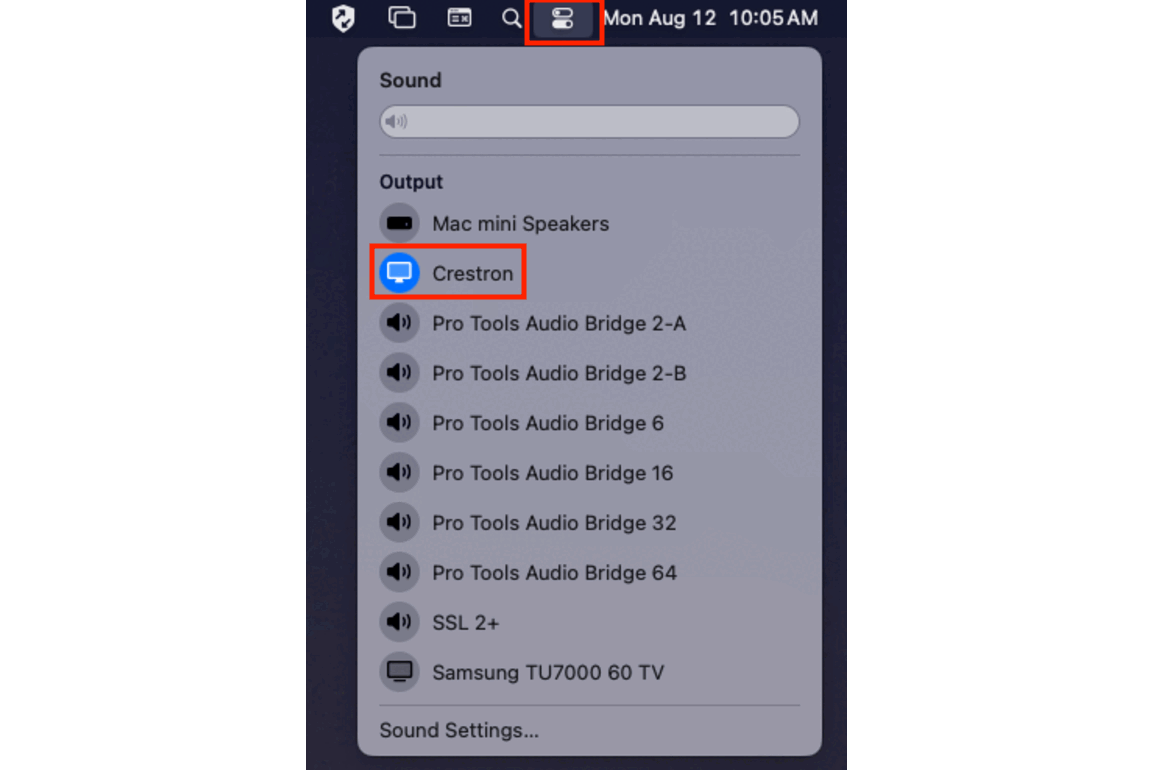 Mon Aug 12 10:05 AM
Sound
Output
Mac mini Speakers
Crestron
Pro Tools Audio Bridge 2-A
Pro Tools Audio Bridge 2-B
Pro Tools Audio Bridge 6
Pro Tools Audio Bridge 16
Pro Tools Audio Bridge 32
Pro Tools Audio Bridge 64
SSL 2+
Samsung TU7000 60 TV
Sound Settings...